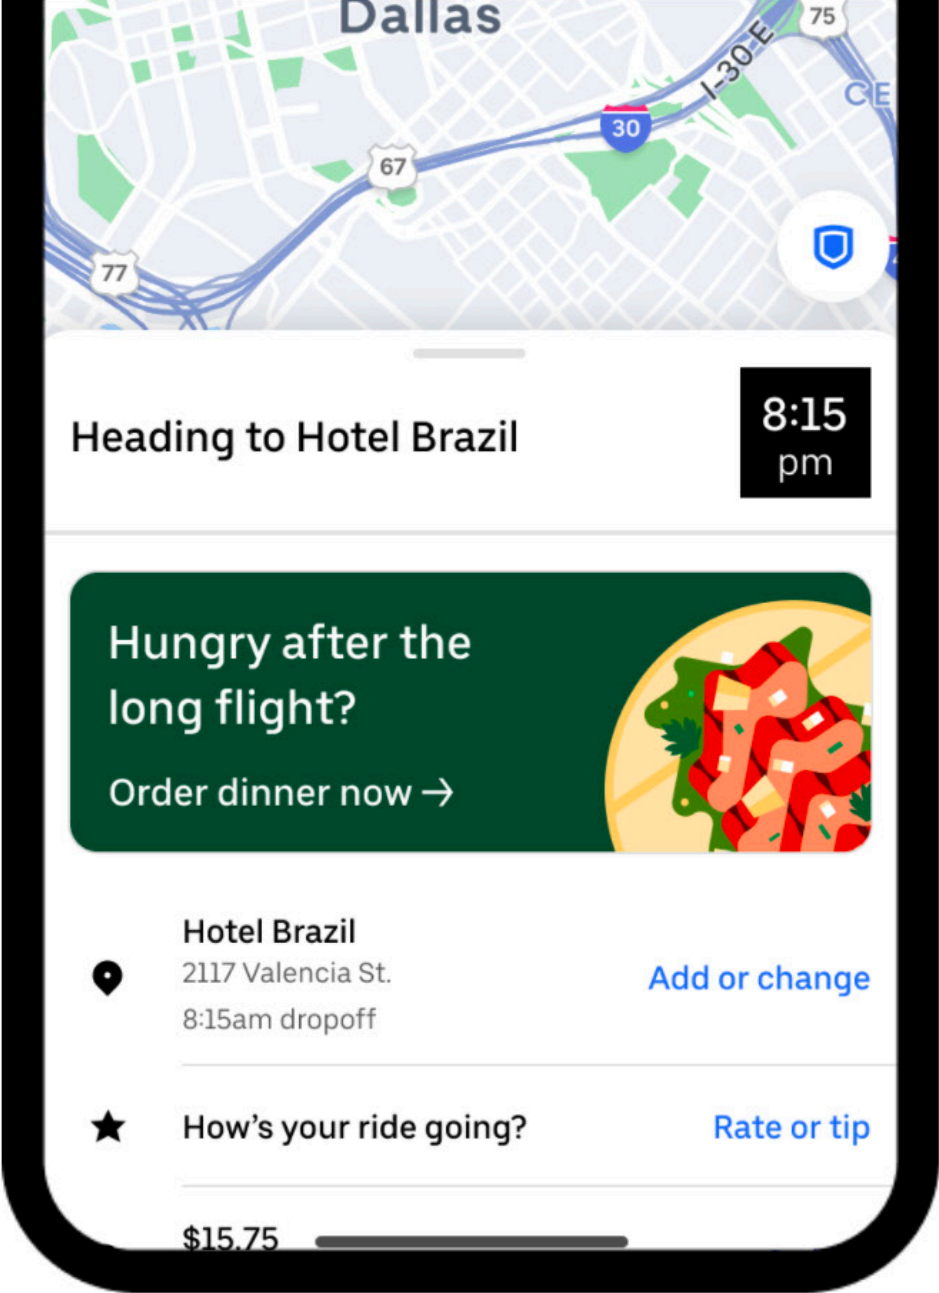 Dallas
75
I-30 E
CE
30
67
77
Heading to Hotel Brazil
8:15
pm
Hungry after the
long flight?
Order dinner now →
Hotel Brazil
2117 Valencia St.
Add or change
8:15am dropoff
How's your ride going?
Rate or tip
$15.75